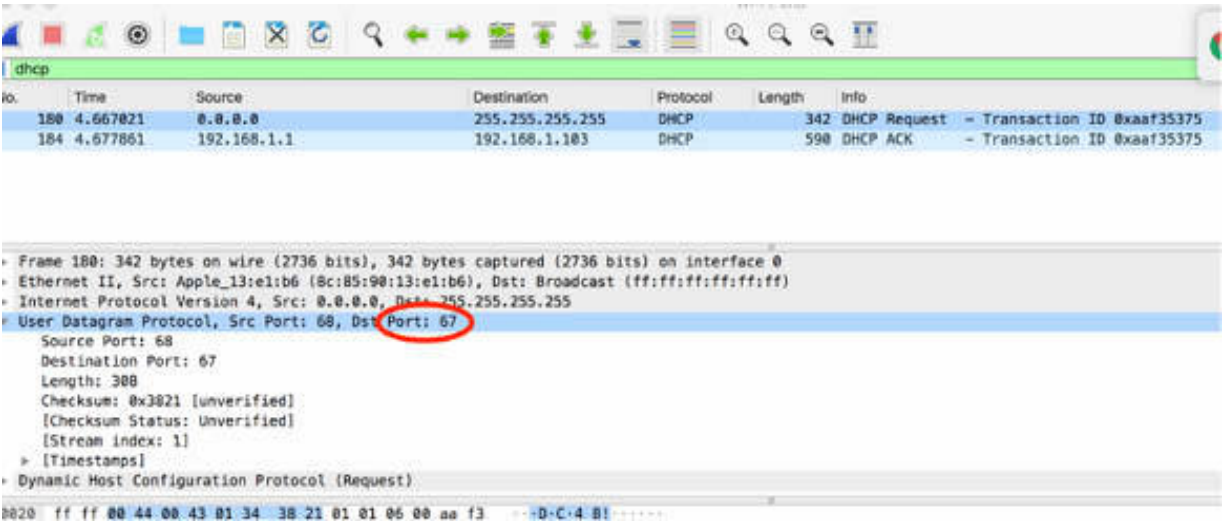 dhcp
No. Time Source Destination Protocol Length Info
180 4.667021 0.0.0.0 255.255.255.255 DHCP 342 DHCP Request - Transaction ID 0xaaf35375
184 4.677861 192.168.1.1 192.168.1.103 DHCP 590 DHCP ACK - Transaction ID 0xaaf35375
Frame 180: 342 bytes on wire (2736 bits), 342 bytes captured (2736 bits) on interface 0
Ethernet II, Src: Apple_13:e1:b6 (8c:85:90:13:e1:b6), Dst: Broadcast (ff:ff:ff:ff:ff:ff)
Internet Protocol Version 4, Src: 0.0.0.0, Dst: 255.255.255.255
User Datagram Protocol, Src Port: 68, Dst Port: 67
Source Port: 68
Destination Port: 67
Length: 308
Checksum: 0x3821 [unverified]
[Checksum Status: Unverified]
[Stream index: 1]
[Timestamps]
Dynamic Host Configuration Protocol (Request)
0020 ff ff 00 44 00 43 01 34 38 21 01 01 06 00 aa f3 ···D·C·4 8!······